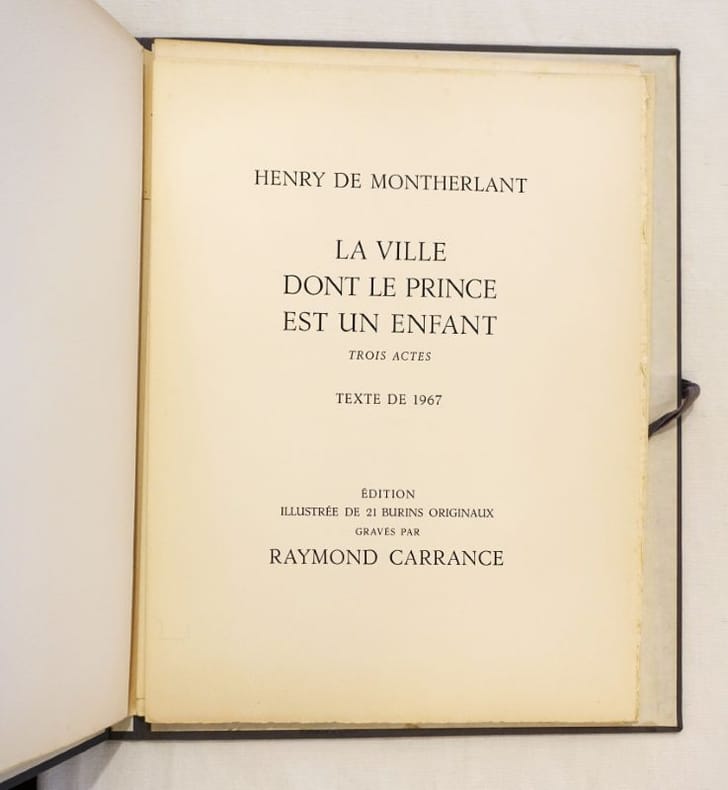 HENRY DE MONTHERLANT
LA VILLE
DONT LE PRINCE
EST UN ENFANT
TROIS ACTES
TEXTE DE 1967
ÉDITION
ILLUSTRÉE DE 21 BURINS ORIGINAUX
GRAVÉS PAR
RAYMOND CARRANCE